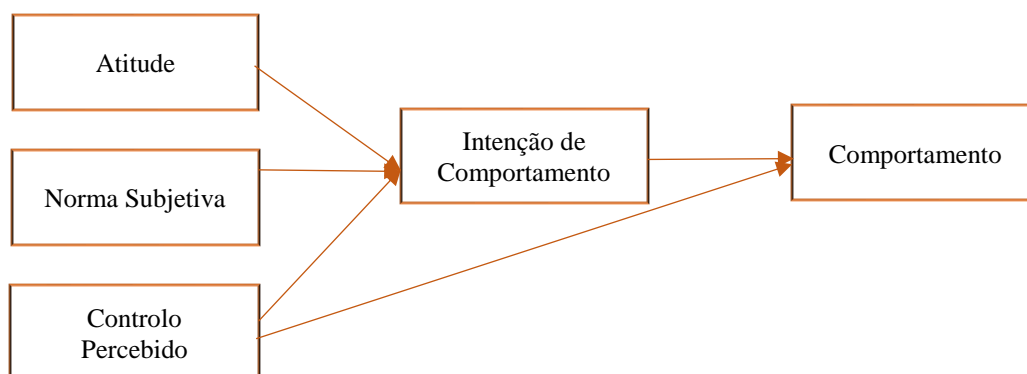 Atitude
Norma Subjetiva
Controlo
Percebido
Intenção de
Comportamento
Comportamento